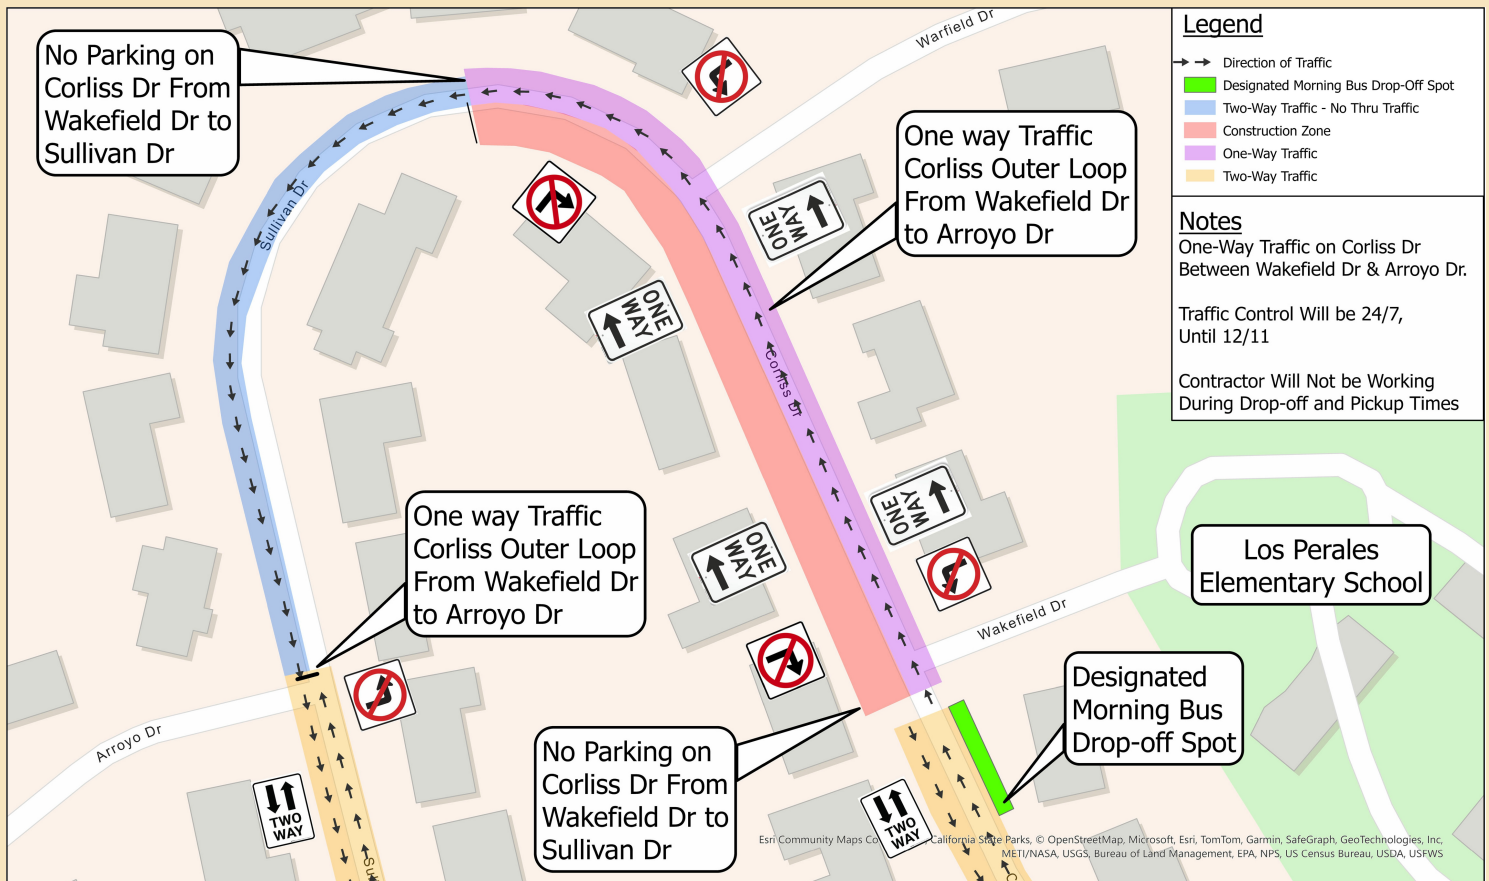 No Parking on
Corliss Dr From
Wakefield Dr to
Sullivan Dr
Warfield Dr
Legend
Direction of Traffic
Designated Morning Bus Drop-Off Spot
Two-Way Traffic - No Thru Traffic
Construction Zone
One-Way Traffic
Two-Way Traffic
Notes
One-Way Traffic on Corliss Dr
Between Wakefield Dr & Arroyo Dr.
Traffic Control Will be 24/7,
Until 12/11
Contractor Will Not be Working
During Drop-off and Pickup Times
One way Traffic
Corliss Outer Loop
From Wakefield Dr
to Arroyo Dr
ONE
WAY
Sullivan Dr
ONE
WAY
Corliss Dr
ONE
WAY
One way Traffic
Corliss Outer Loop
From Wakefield Dr
to Arroyo Dr
ONE
WAY
Los Perales
Elementary School
Wakefield Dr
Designated
Morning Bus
Drop-off Spot
Arroyo Dr
No Parking on
Corliss Dr From
Wakefield Dr to
Sullivan Dr
TWO
WAY
TWO
WAY
Esri Community Maps Co California State Parks, © OpenStreetMap, Microsoft, Esri, TomTom, Garmin, SafeGraph, GeoTechnologies, Inc,
METI/NASA, USGS, Bureau of Land Management, EPA, NPS, US Census Bureau, USDA, USFWS